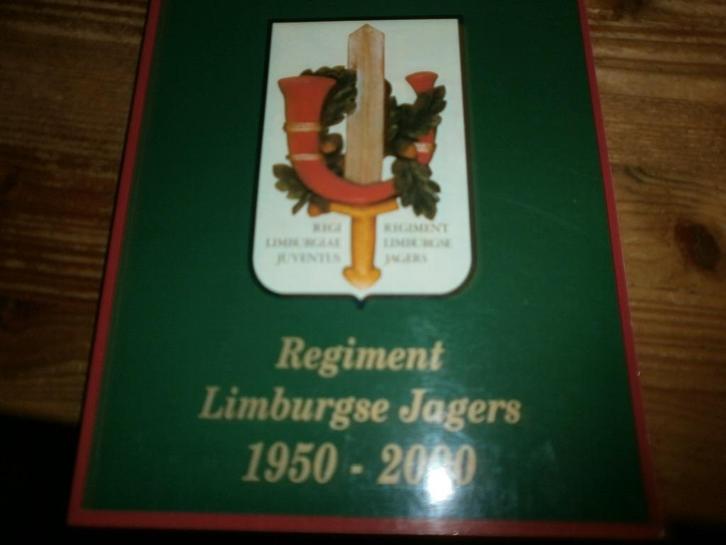 REGI
LIMBURGIAE
JUVENTUS
REGIMENT
LIMBURGSE
JAGERS
Regiment
Limburgse Jagers
1950 - 2000